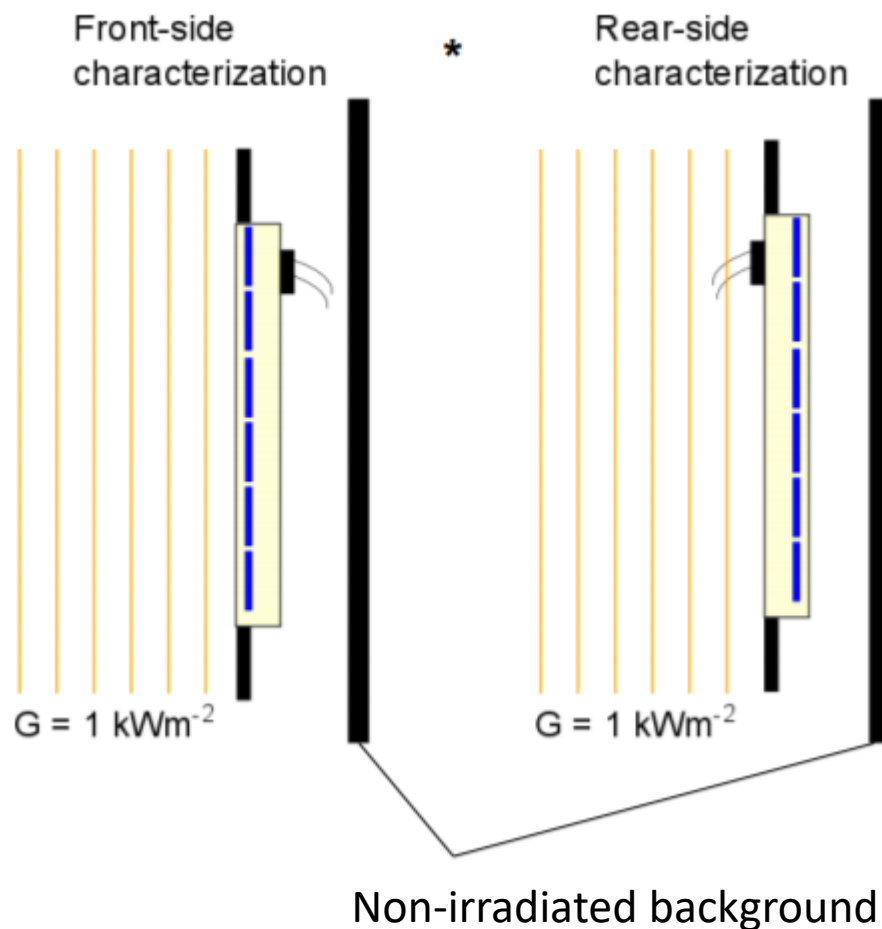 Front-side
characterization
*
Rear-side
characterization
G = 1 kWm⁻²
G = 1 kWm⁻²
Non-irradiated background